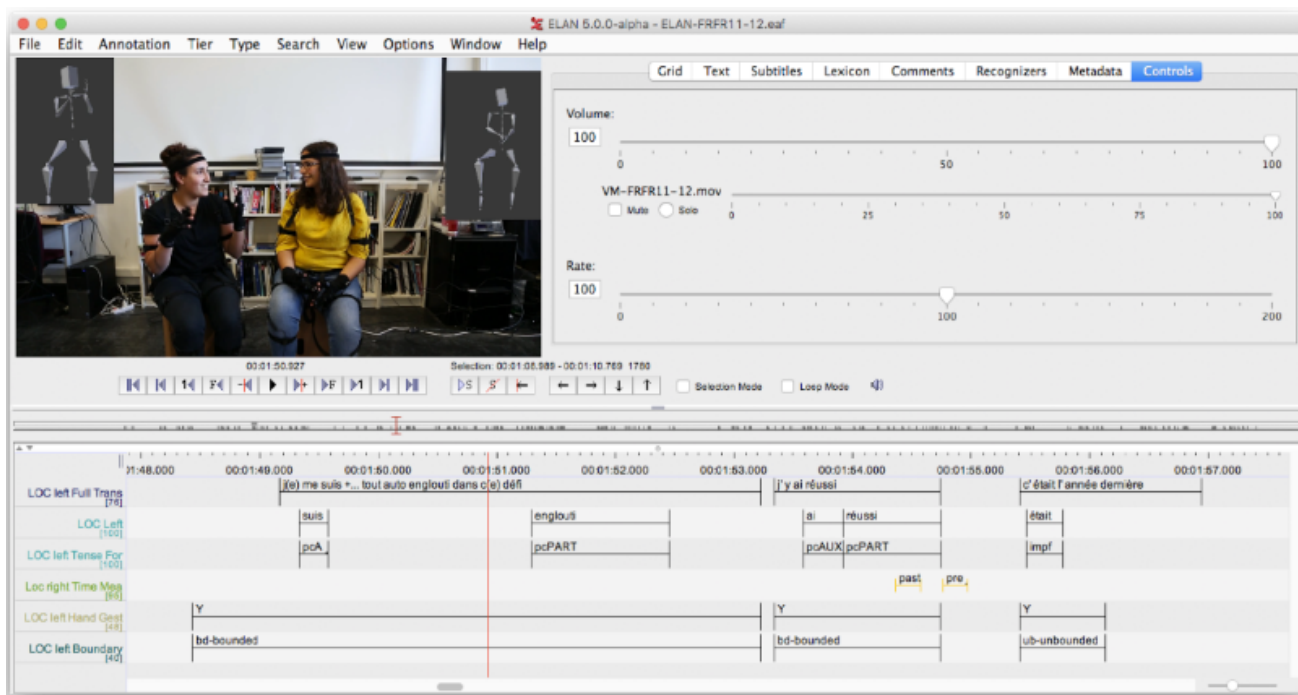 ELAN 5.0.0-alpha - ELAN-FRFR11-12.eaf
File Edit Annotation Tier Type Search View Options Window Help
Grid Text Subtitles Lexicon Comments Recognizers Metadata Controls
Volume:
100
0 50 100
VM-FRFR11-12.mov
Mute Solo
0 25 50 75 100
Rate:
100
0 100 200
00:01:50.927 Selection: 00:01:08.989 - 00:01:10.769 1780
1 F F 1 S S Selection Mode Loop Mode
01:48.000 00:01:49.000 00:01:50.000 00:01:51.000 00:01:52.000 00:01:53.000 00:01:54.000 00:01:55.000 00:01:56.000 00:01:57.000
LOC left Full Trans j(e) me suis +... tout auto englouti dans c(e) défi j' y ai réussi c' était l' année dernière
[76]
LOC Left suis englouti ai réussi était
[100]
LOC left Tense For pcA pcPART pcAUX pcPART impf
[100]
Loc right Time Mea past pre
LOC left Hand Gest Y Y Y
[48]
LOC left Boundary bd-bounded bd-bounded ub-unbounded
[40]